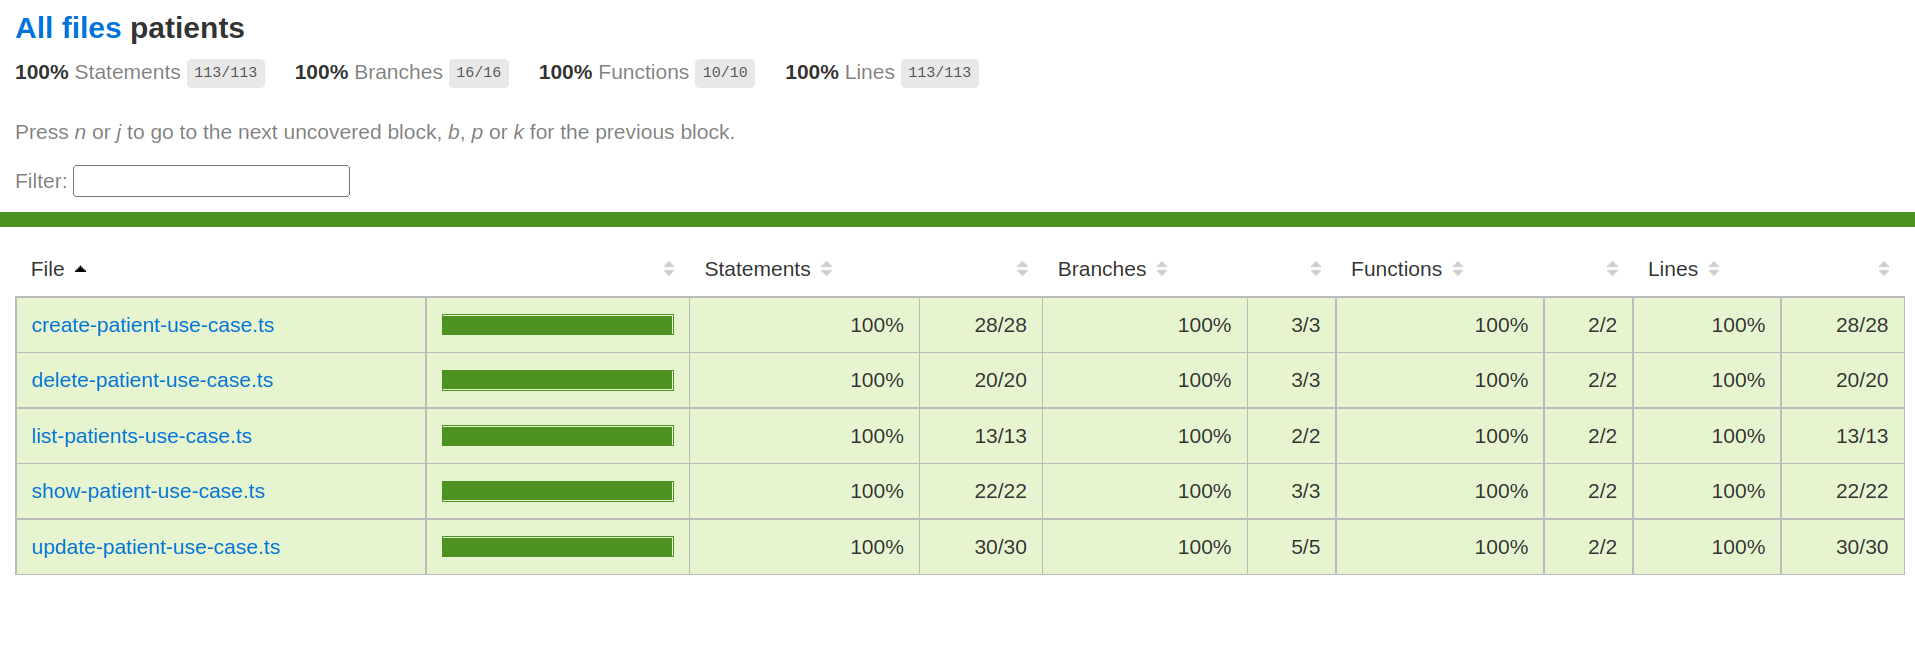 All files patients
100% Statements 113/113 100% Branches 16/16 100% Functions 10/10 100% Lines 113/113
Press n or j to go to the next uncovered block, b, p or k for the previous block.
Filter:
File Statements Branches Functions Lines
create-patient-use-case.ts 100% 28/28 100% 3/3 100% 2/2 100% 28/28
delete-patient-use-case.ts 100% 20/20 100% 3/3 100% 2/2 100% 20/20
list-patients-use-case.ts 100% 13/13 100% 2/2 100% 2/2 100% 13/13
show-patient-use-case.ts 100% 22/22 100% 3/3 100% 2/2 100% 22/22
update-patient-use-case.ts 100% 30/30 100% 5/5 100% 2/2 100% 30/30